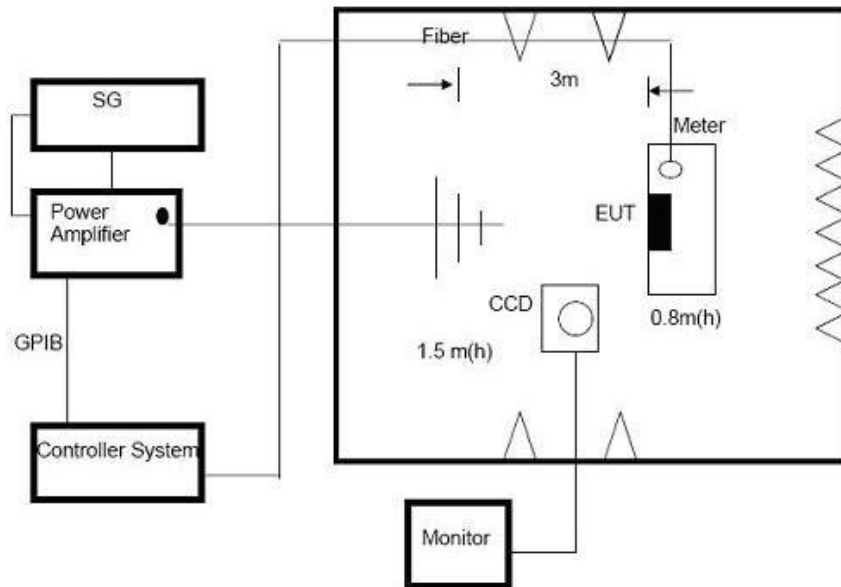 Fiber
3m
SG
Meter
Power
Amplifier
EUT
CCD
0.8m(h)
GPIB
1.5 m(h)
Controller System
Monitor